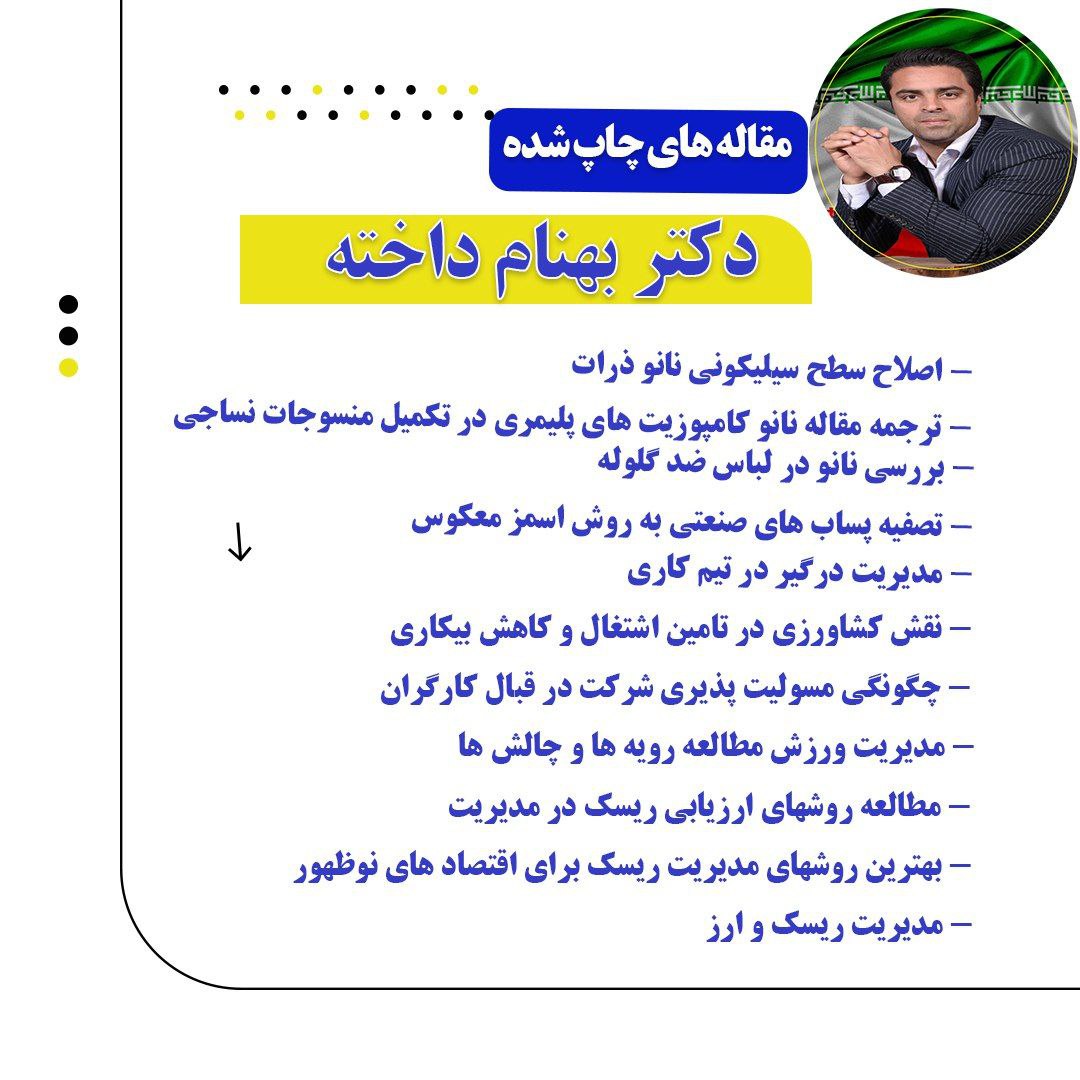 مقاله های چاپ شده
دکتر بهنام داخته
– اصلاح سطح سیلیکونی نانو ذرات
– ترجمه مقاله نانو کامپوزیت های پلیمری در تکمیل منسوجات نساجی
– بررسی نانو در لباس ضد گلوله
– تصفیه پساب های صنعتی به روش اسمز معکوس
– مدیریت درگیر در تیم کاری
– نقش کشاورزی در تامین اشتغال و کاهش بیکاری
– چگونگی مسولیت پذیری شرکت در قبال کارگران
– مدیریت ورزش مطالعه رویه ها و چالش ها
– مطالعه روشهای ارزیابی ریسک در مدیریت
– بهترین روشهای مدیریت ریسک برای اقتصاد های نوظهور
– مدیریت ریسک و ارز